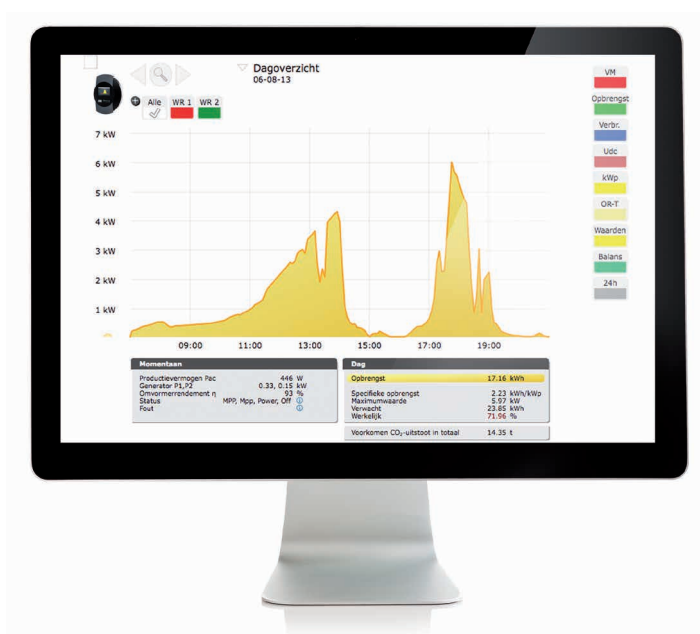 Dagoverzicht
06-08-13
Alle WR 1 WR 2
7 kW
6 kW
5 kW
4 kW
3 kW
2 kW
1 kW
09:00 11:00 13:00 15:00 17:00 19:00
VM
Opbrengst
Verbr.
Udc
kWp
OR-T
Waarden
Balans
24h
Momentaan
Productievermogen Pac 446 W
Generator P1,P2 0.33, 0.15 kW
Omvormerrendement η 93 %
Status MPP, Mpp, Power, Off
Fout
Dag
Opbrengst 17.16 kWh
Specifieke opbrengst 2.23 kWh/kWp
Maximumwaarde 5.97 kW
Verwacht 23.85 kWh
Werkelijk 71.96 %
Voorkomen CO₂-uitstoot in totaal 14.35 t